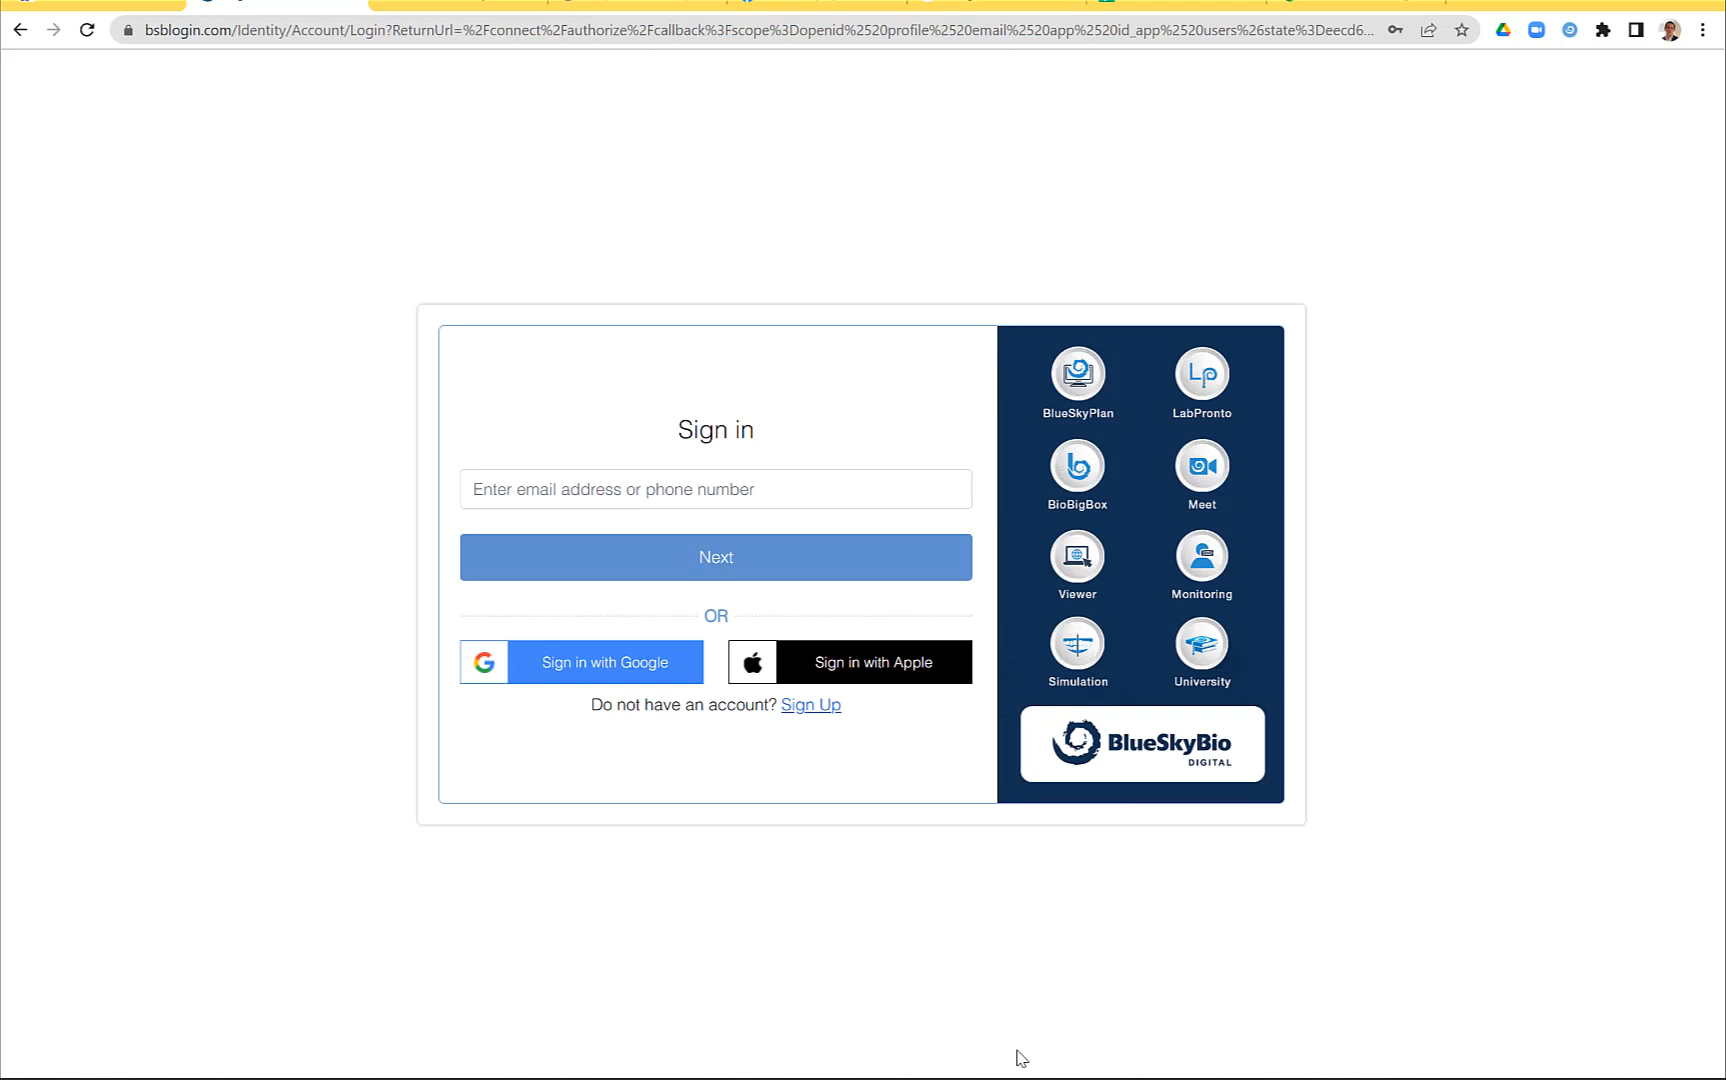 bsblogin.com/Identity/Account/Login?ReturnUrl=%2Fconnect%2Fauthorize%2Fcallback%3Fscope%3Dopenid%2520profile%2520email%2520app%2520id_app%2520users%26state%3Deecd6...
Sign in
Enter email address or phone number
Next
OR
Sign in with Google
Sign in with Apple
Do not have an account? Sign Up
BlueSkyPlan
LabPronto
BioBigBox
Meet
Viewer
Monitoring
Simulation
University
BlueSkyBio
DIGITAL